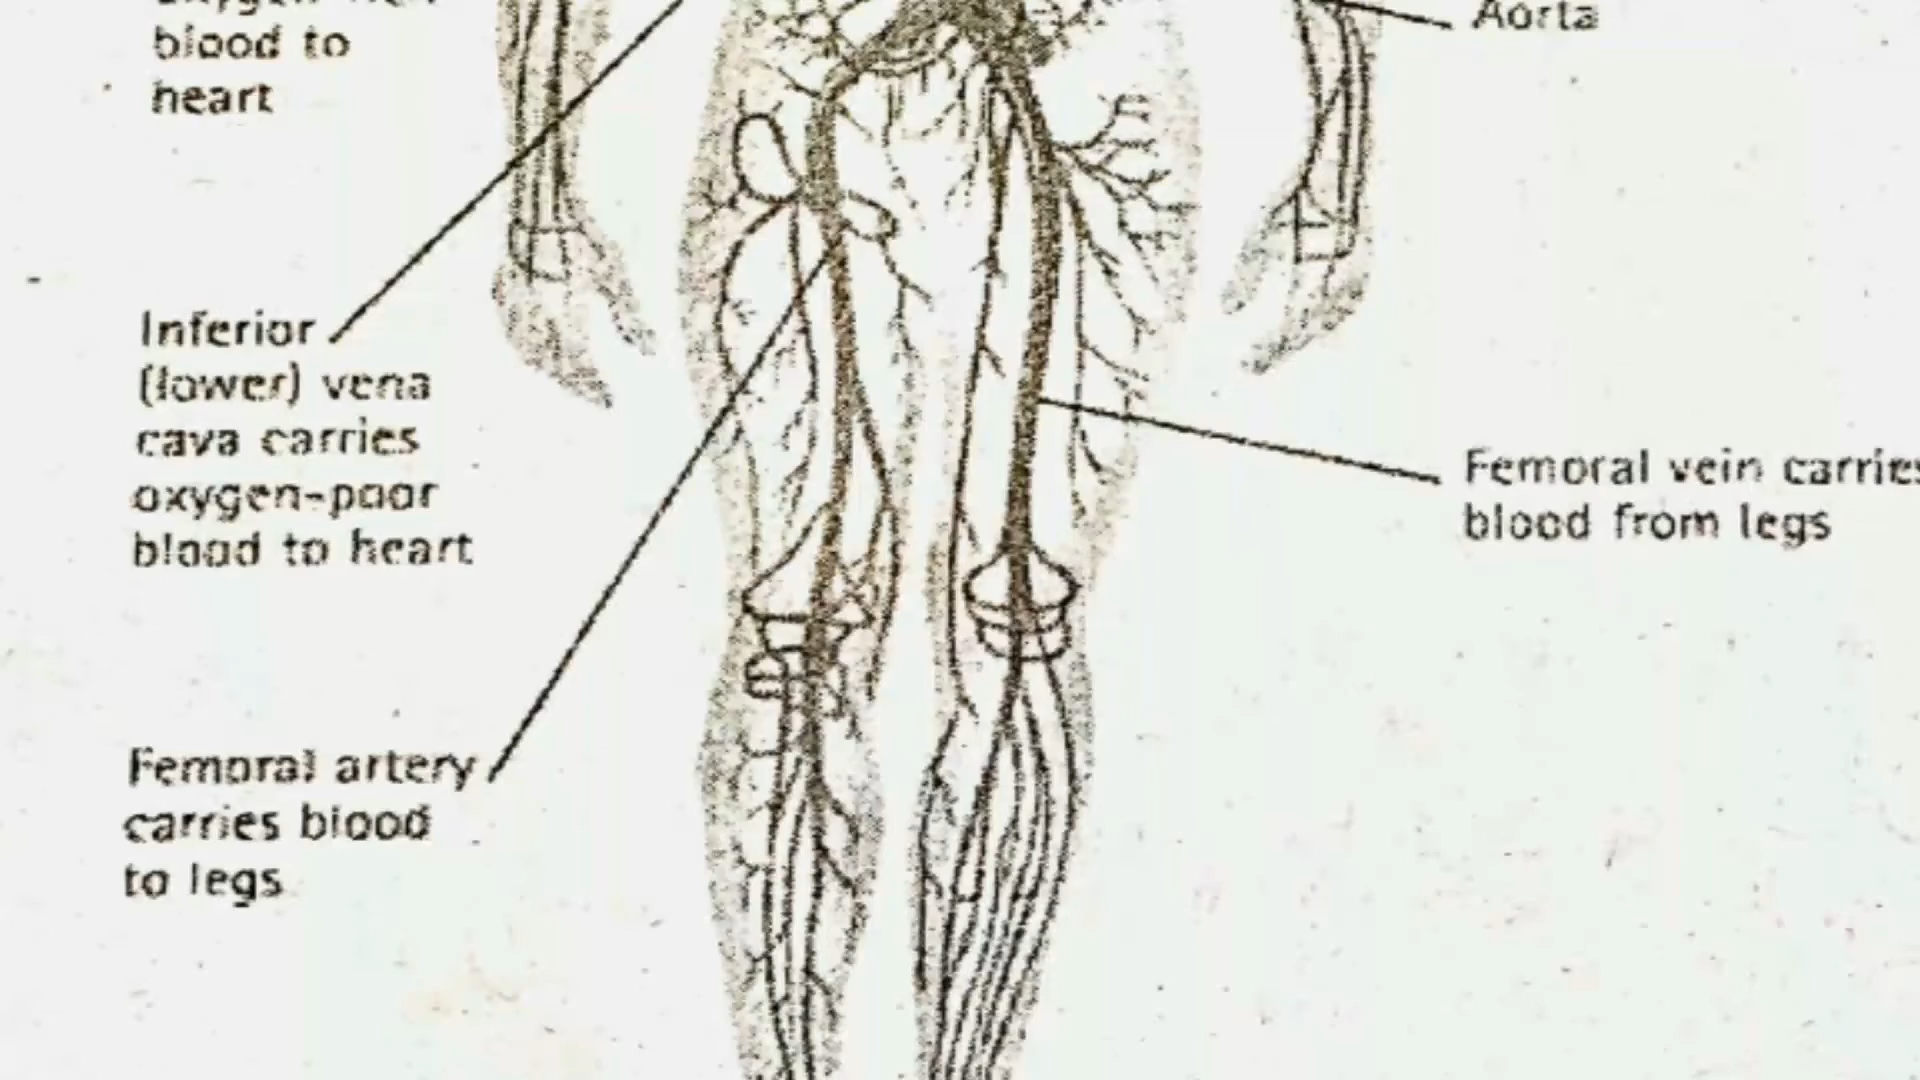 blood to
heart
Aorta
Inferior
(lower) vena
cava carries
oxygen-poor
blood to heart
Femoral vein carries
blood from legs
Femoral artery
carries blood
to legs